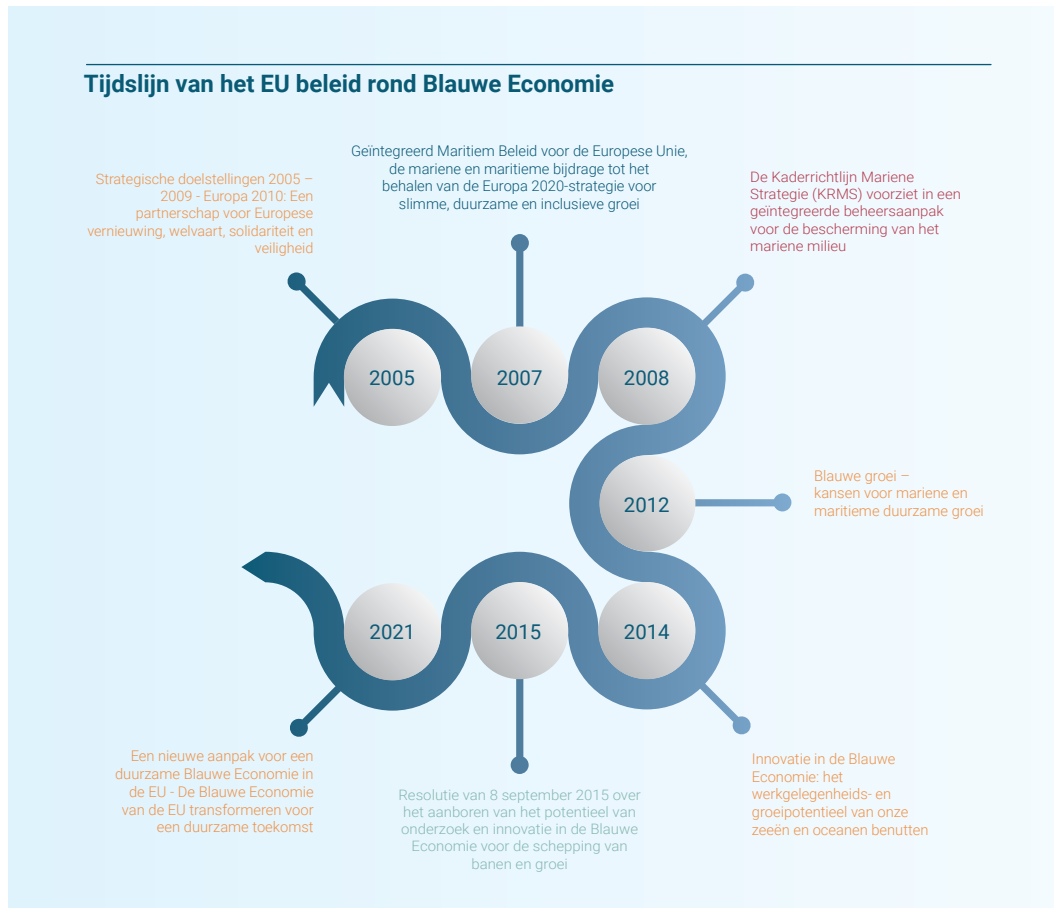 Tijdslijn van het EU beleid rond Blauwe Economie
Strategische doelstellingen 2005 –
2009 - Europa 2010: Een
partnerschap voor Europese
vernieuwing, welvaart, solidariteit en
veiligheid
2005
Geïntegreerd Maritiem Beleid voor de Europese Unie,
de mariene en maritieme bijdrage tot het
behalen van de Europa 2020-strategie voor
slimme, duurzame en inclusieve groei
2007
De Kaderrichtlijn Mariene
Strategie (KRMS) voorziet in een
geïntegreerde beheersaanpak
voor de bescherming van het
mariene milieu
2008
2012
Blauwe groei –
kansen voor mariene en
maritieme duurzame groei
2014
Innovatie in de Blauwe
Economie: het
werkgelegenheids- en
groeipotentieel van onze
zeeën en oceanen benutten
2015
Resolutie van 8 september 2015 over
het aanboren van het potentieel van
onderzoek en innovatie in de Blauwe
Economie voor de schepping van
banen en groei
2021
Een nieuwe aanpak voor een
duurzame Blauwe Economie in
de EU - De Blauwe Economie
van de EU transformeren voor
een duurzame toekomst